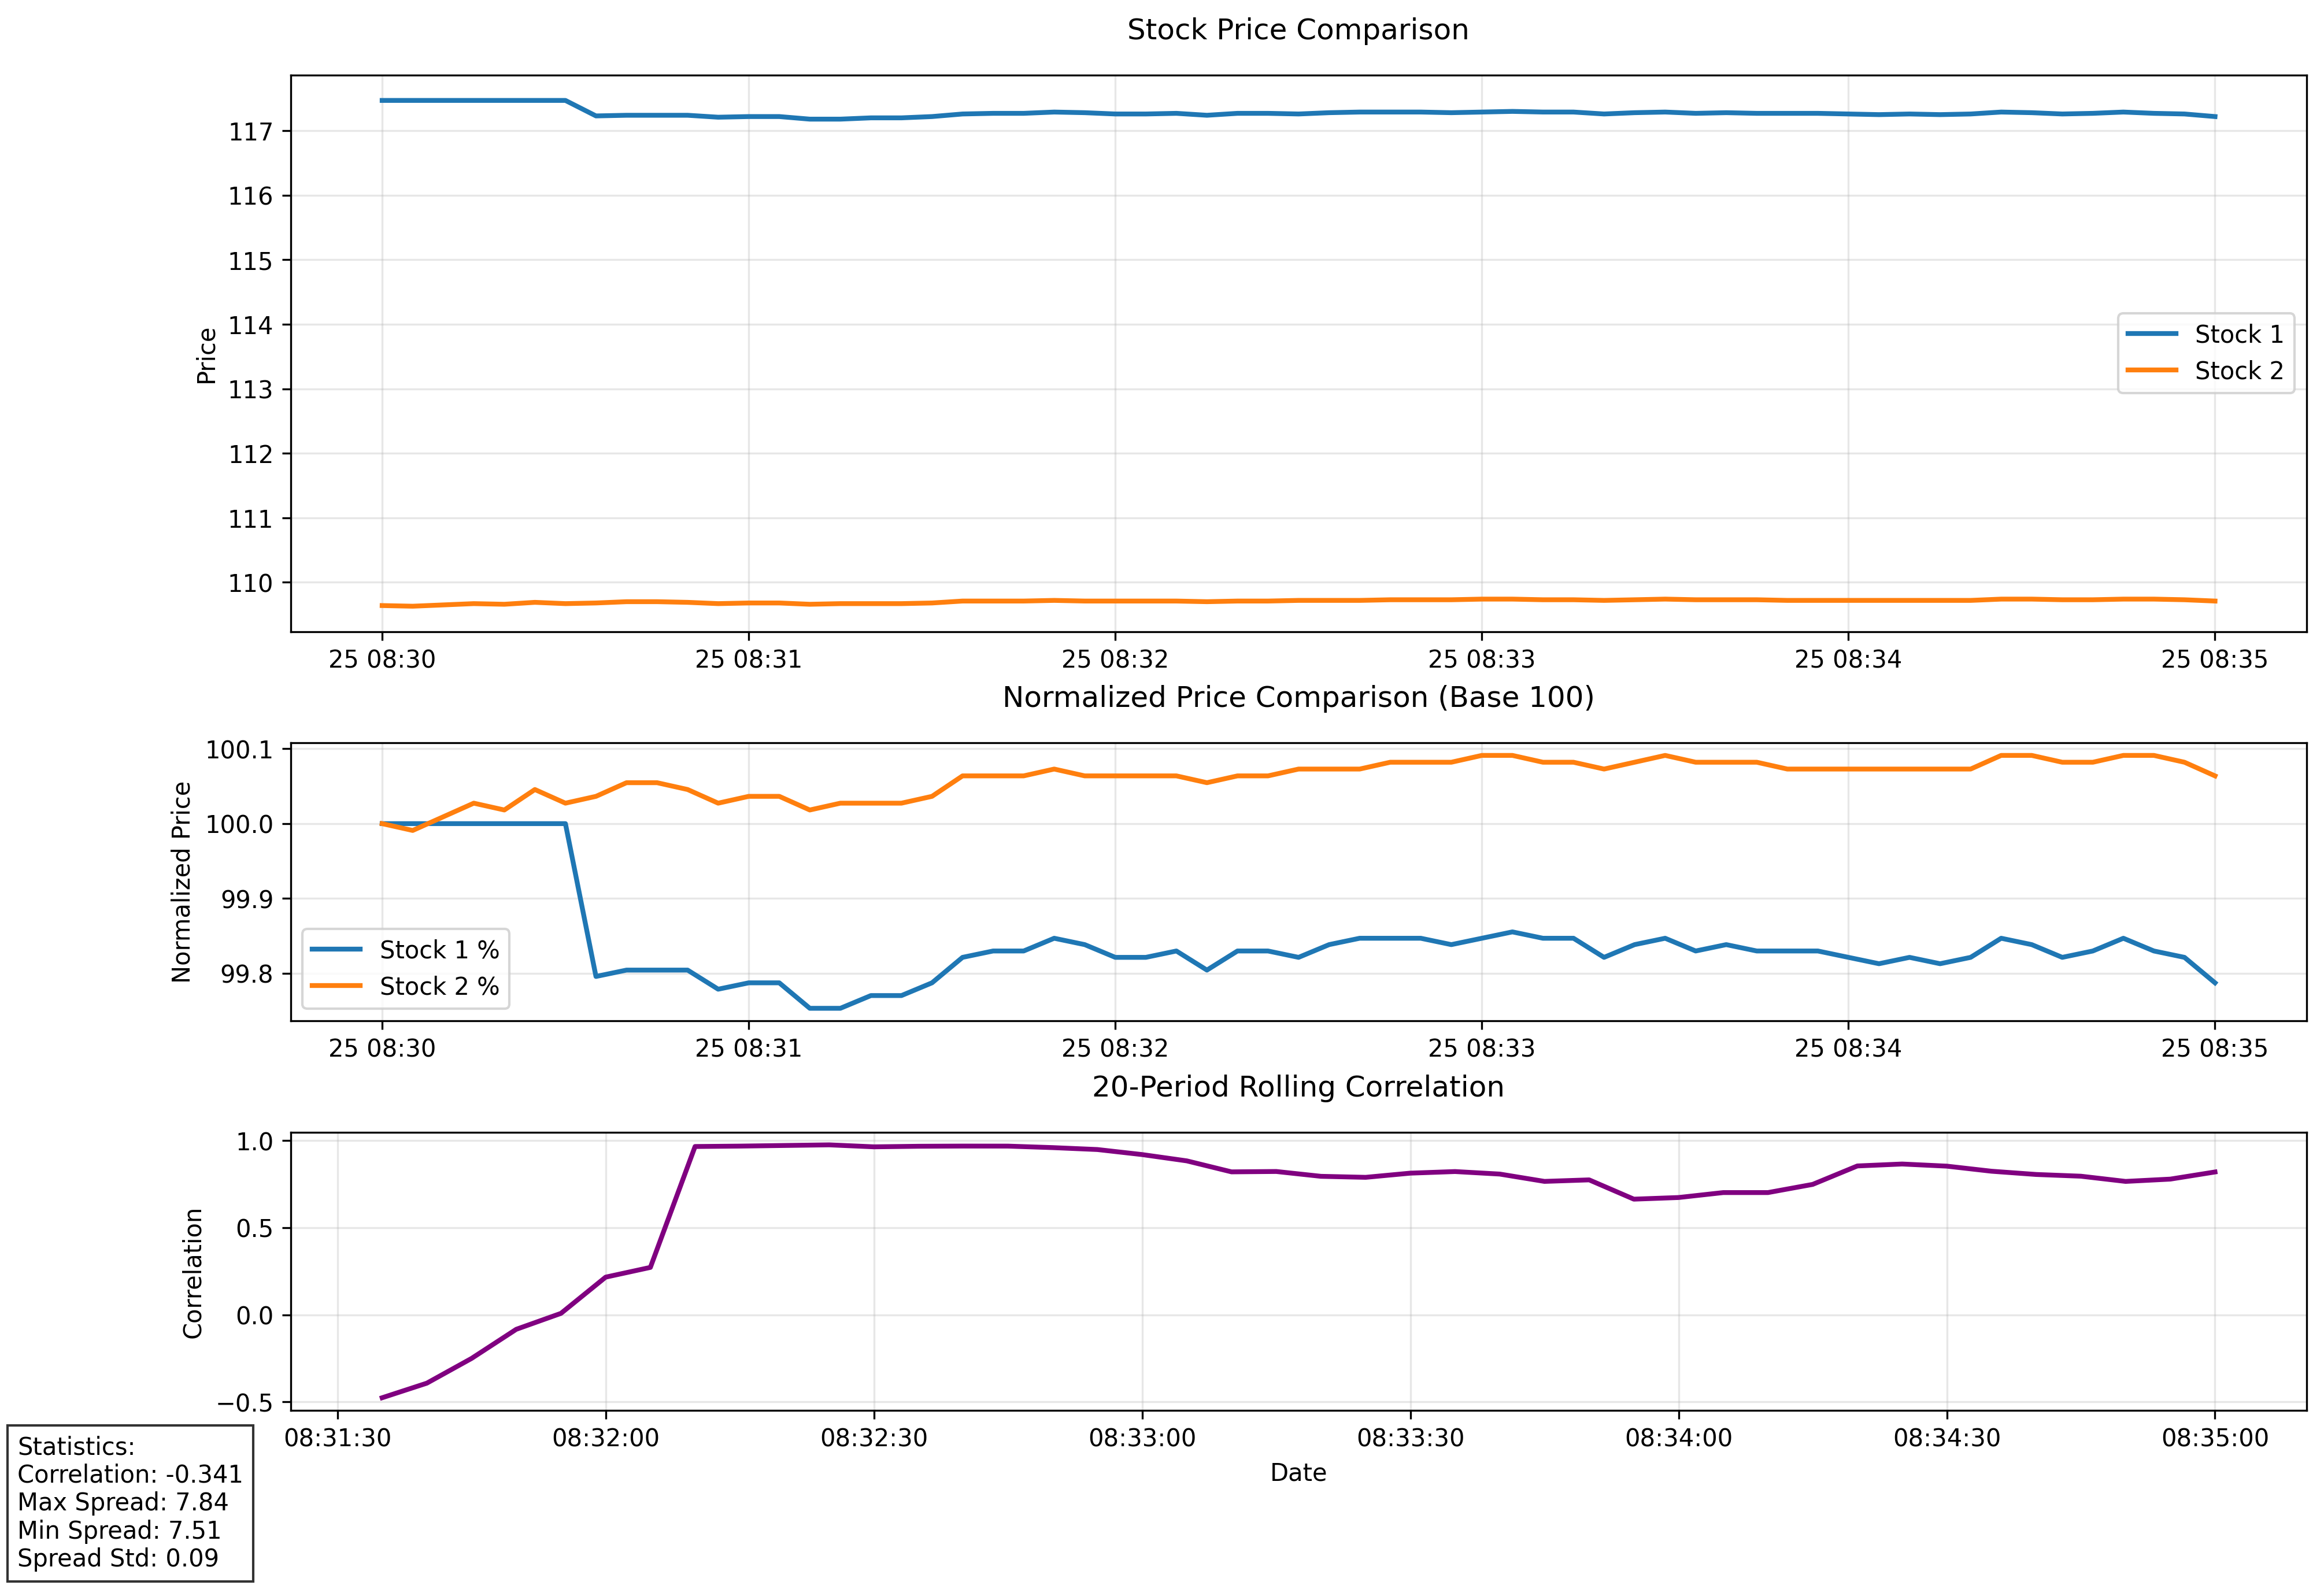 Stock Price Comparison
117
116
115
114
113
112
111
110
Price
Stock 1
Stock 2
25 08:30 25 08:31 25 08:32 25 08:33 25 08:34 25 08:35
Normalized Price Comparison (Base 100)
100.1
100.0
99.9
99.8
Normalized Price
Stock 1 %
Stock 2 %
25 08:30 25 08:31 25 08:32 25 08:33 25 08:34 25 08:35
20-Period Rolling Correlation
1.0
0.5
0.0
−0.5
Correlation
08:31:30 08:32:00 08:32:30 08:33:00 08:33:30 08:34:00 08:34:30 08:35:00
Date
Statistics:
Correlation: -0.341
Max Spread: 7.84
Min Spread: 7.51
Spread Std: 0.09